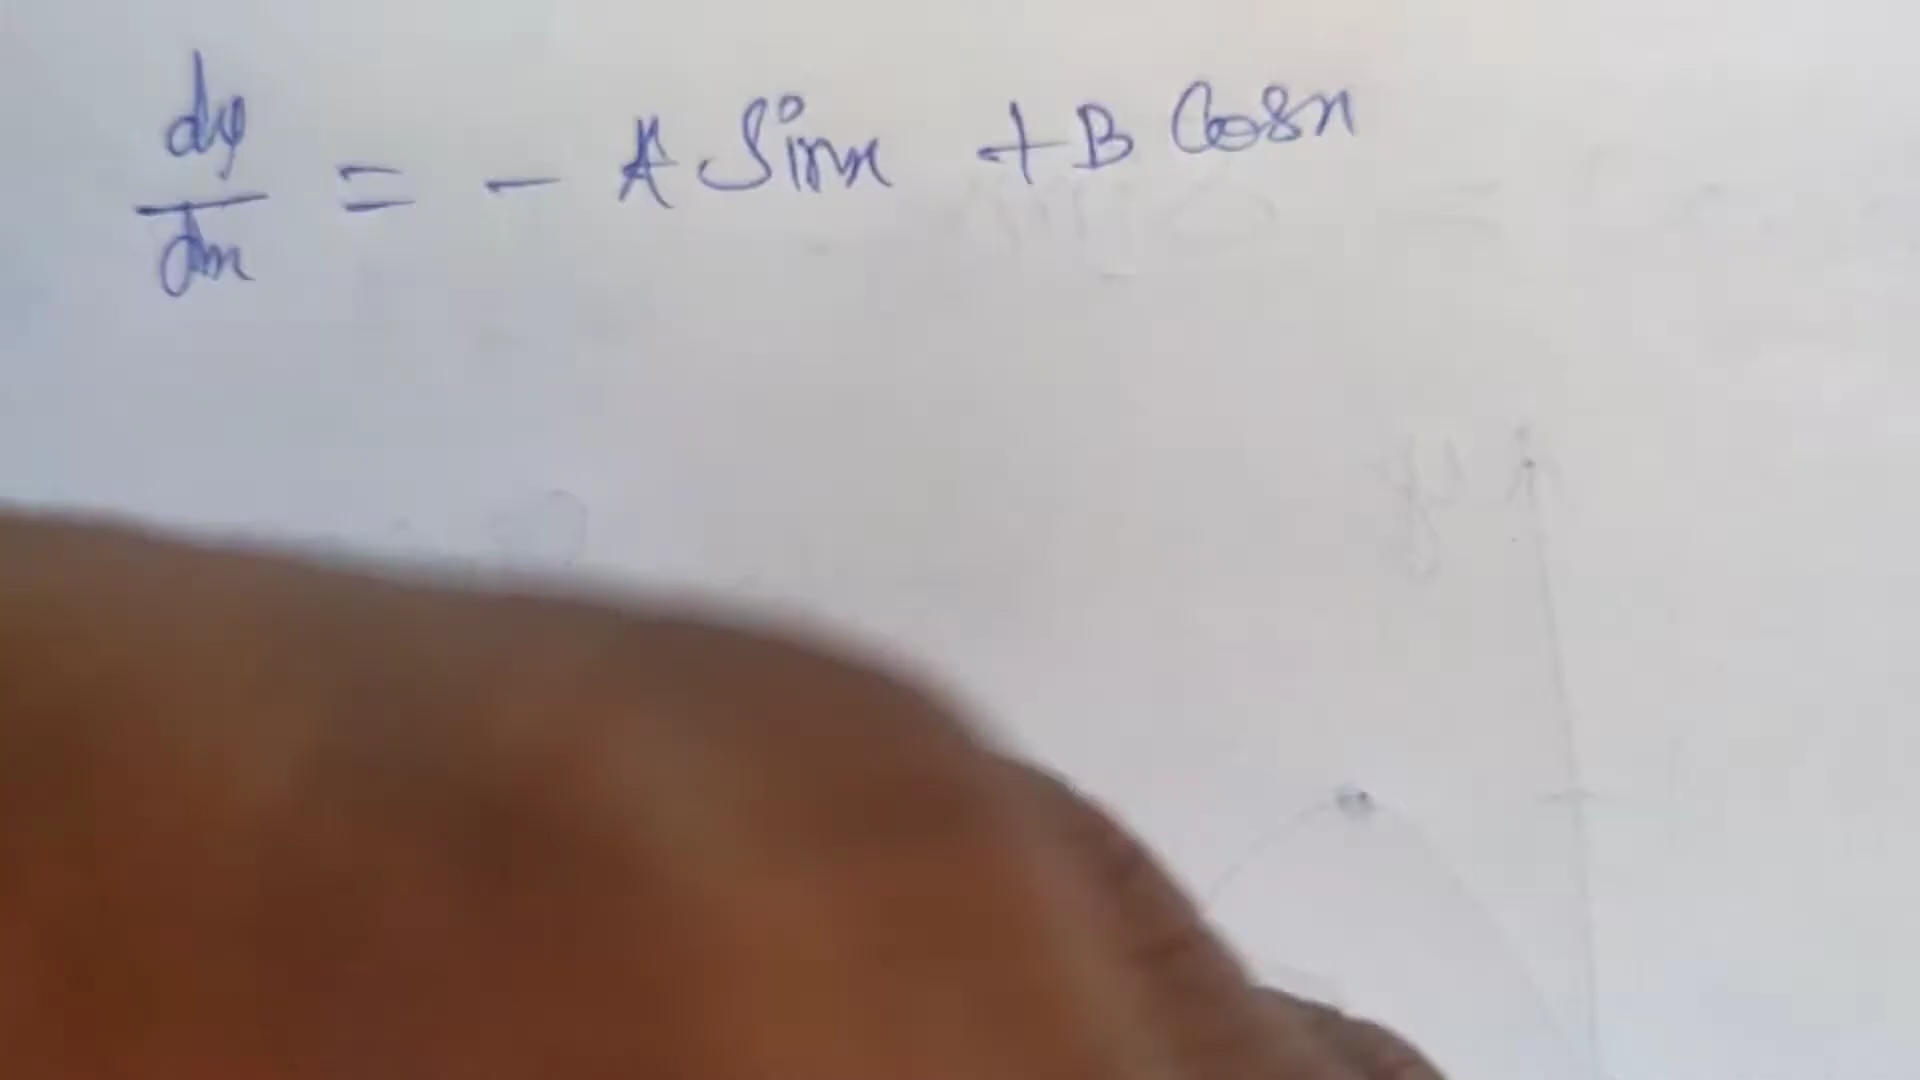 dy/dx = - A Sinx + B Cosx